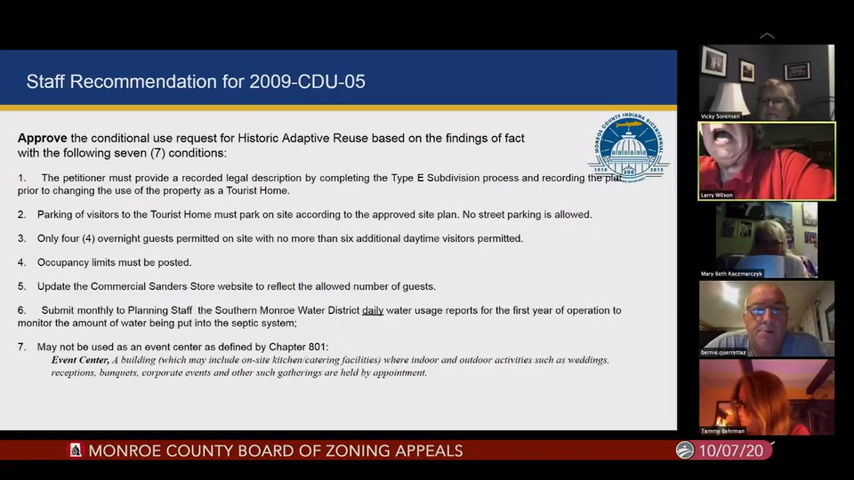 Staff Recommendation for 2009-CDU-05
Approve the conditional use request for Historic Adaptive Reuse based on the findings of fact
with the following seven (7) conditions:
1. The petitioner must provide a recorded legal description by completing the Type E Subdivision process and recording the plat
prior to changing the use of the property as a Tourist Home.
2. Parking of visitors to the Tourist Home must park on site according to the approved site plan. No street parking is allowed.
3. Only four (4) overnight guests permitted on site with no more than six additional daytime visitors permitted.
4. Occupancy limits must be posted.
5. Update the Commercial Sanders Store website to reflect the allowed number of guests.
6. Submit monthly to Planning Staff the Southern Monroe Water District daily water usage reports for the first year of operation to
monitor the amount of water being put into the septic system;
7. May not be used as an event center as defined by Chapter 801:
Event Center, A building (which may include on-site kitchen/catering facilities) where indoor and outdoor activities such as weddings,
receptions, banquets, corporate events and other such gatherings are held by appointment.
MONROE COUNTY INDIANA BICENTENNIAL
Vicky Sorensen
Larry Wilson
Mary Beth Kaczmarczyk
bernie.guerrettaz
Tammy Behrman
MONROE COUNTY BOARD OF ZONING APPEALS
10/07/20